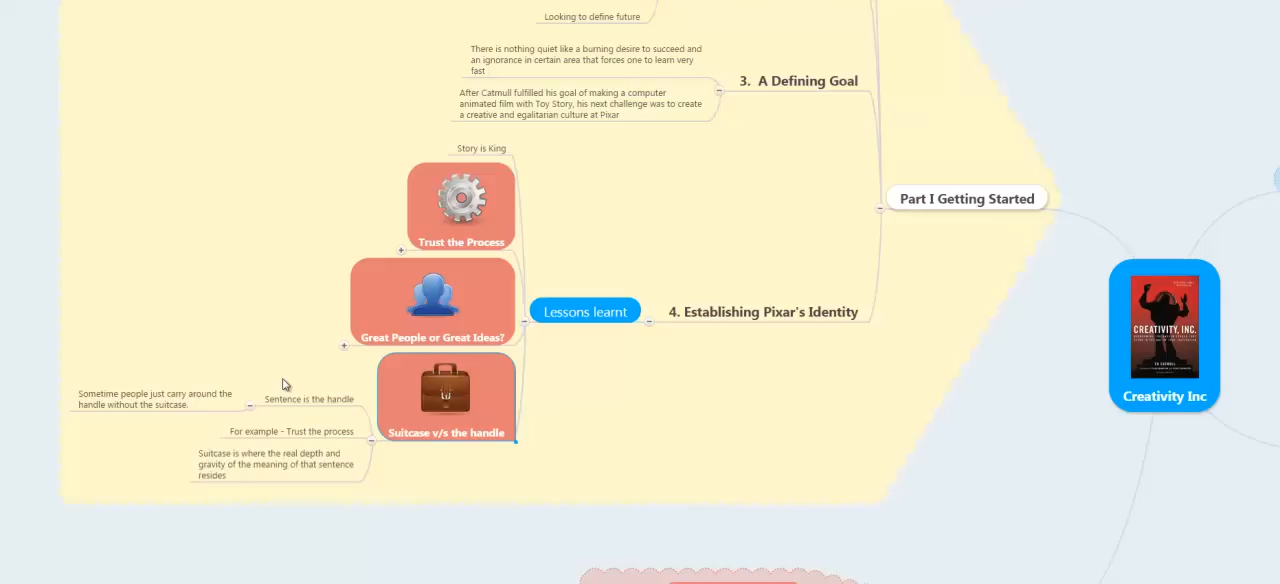 Looking to define future
There is nothing quiet like a burning desire to succeed and
an ignorance in certain area that forces one to learn very
fast
3. A Defining Goal
After Catmull fulfilled his goal of making a computer
animated film with Toy Story, his next challenge was to create
a creative and egalitarian culture at Pixar
Story is King
Trust the Process
Part I Getting Started
Great People or Great Ideas?
Lessons learnt
4. Establishing Pixar's Identity
CREATIVITY, INC.
Creativity Inc
Sometime people just carry around the
handle without the suitcase.
Sentence is the handle
For example - Trust the process
Suitcase v/s the handle
Suitcase is where the real depth and
gravity of the meaning of that sentence
resides